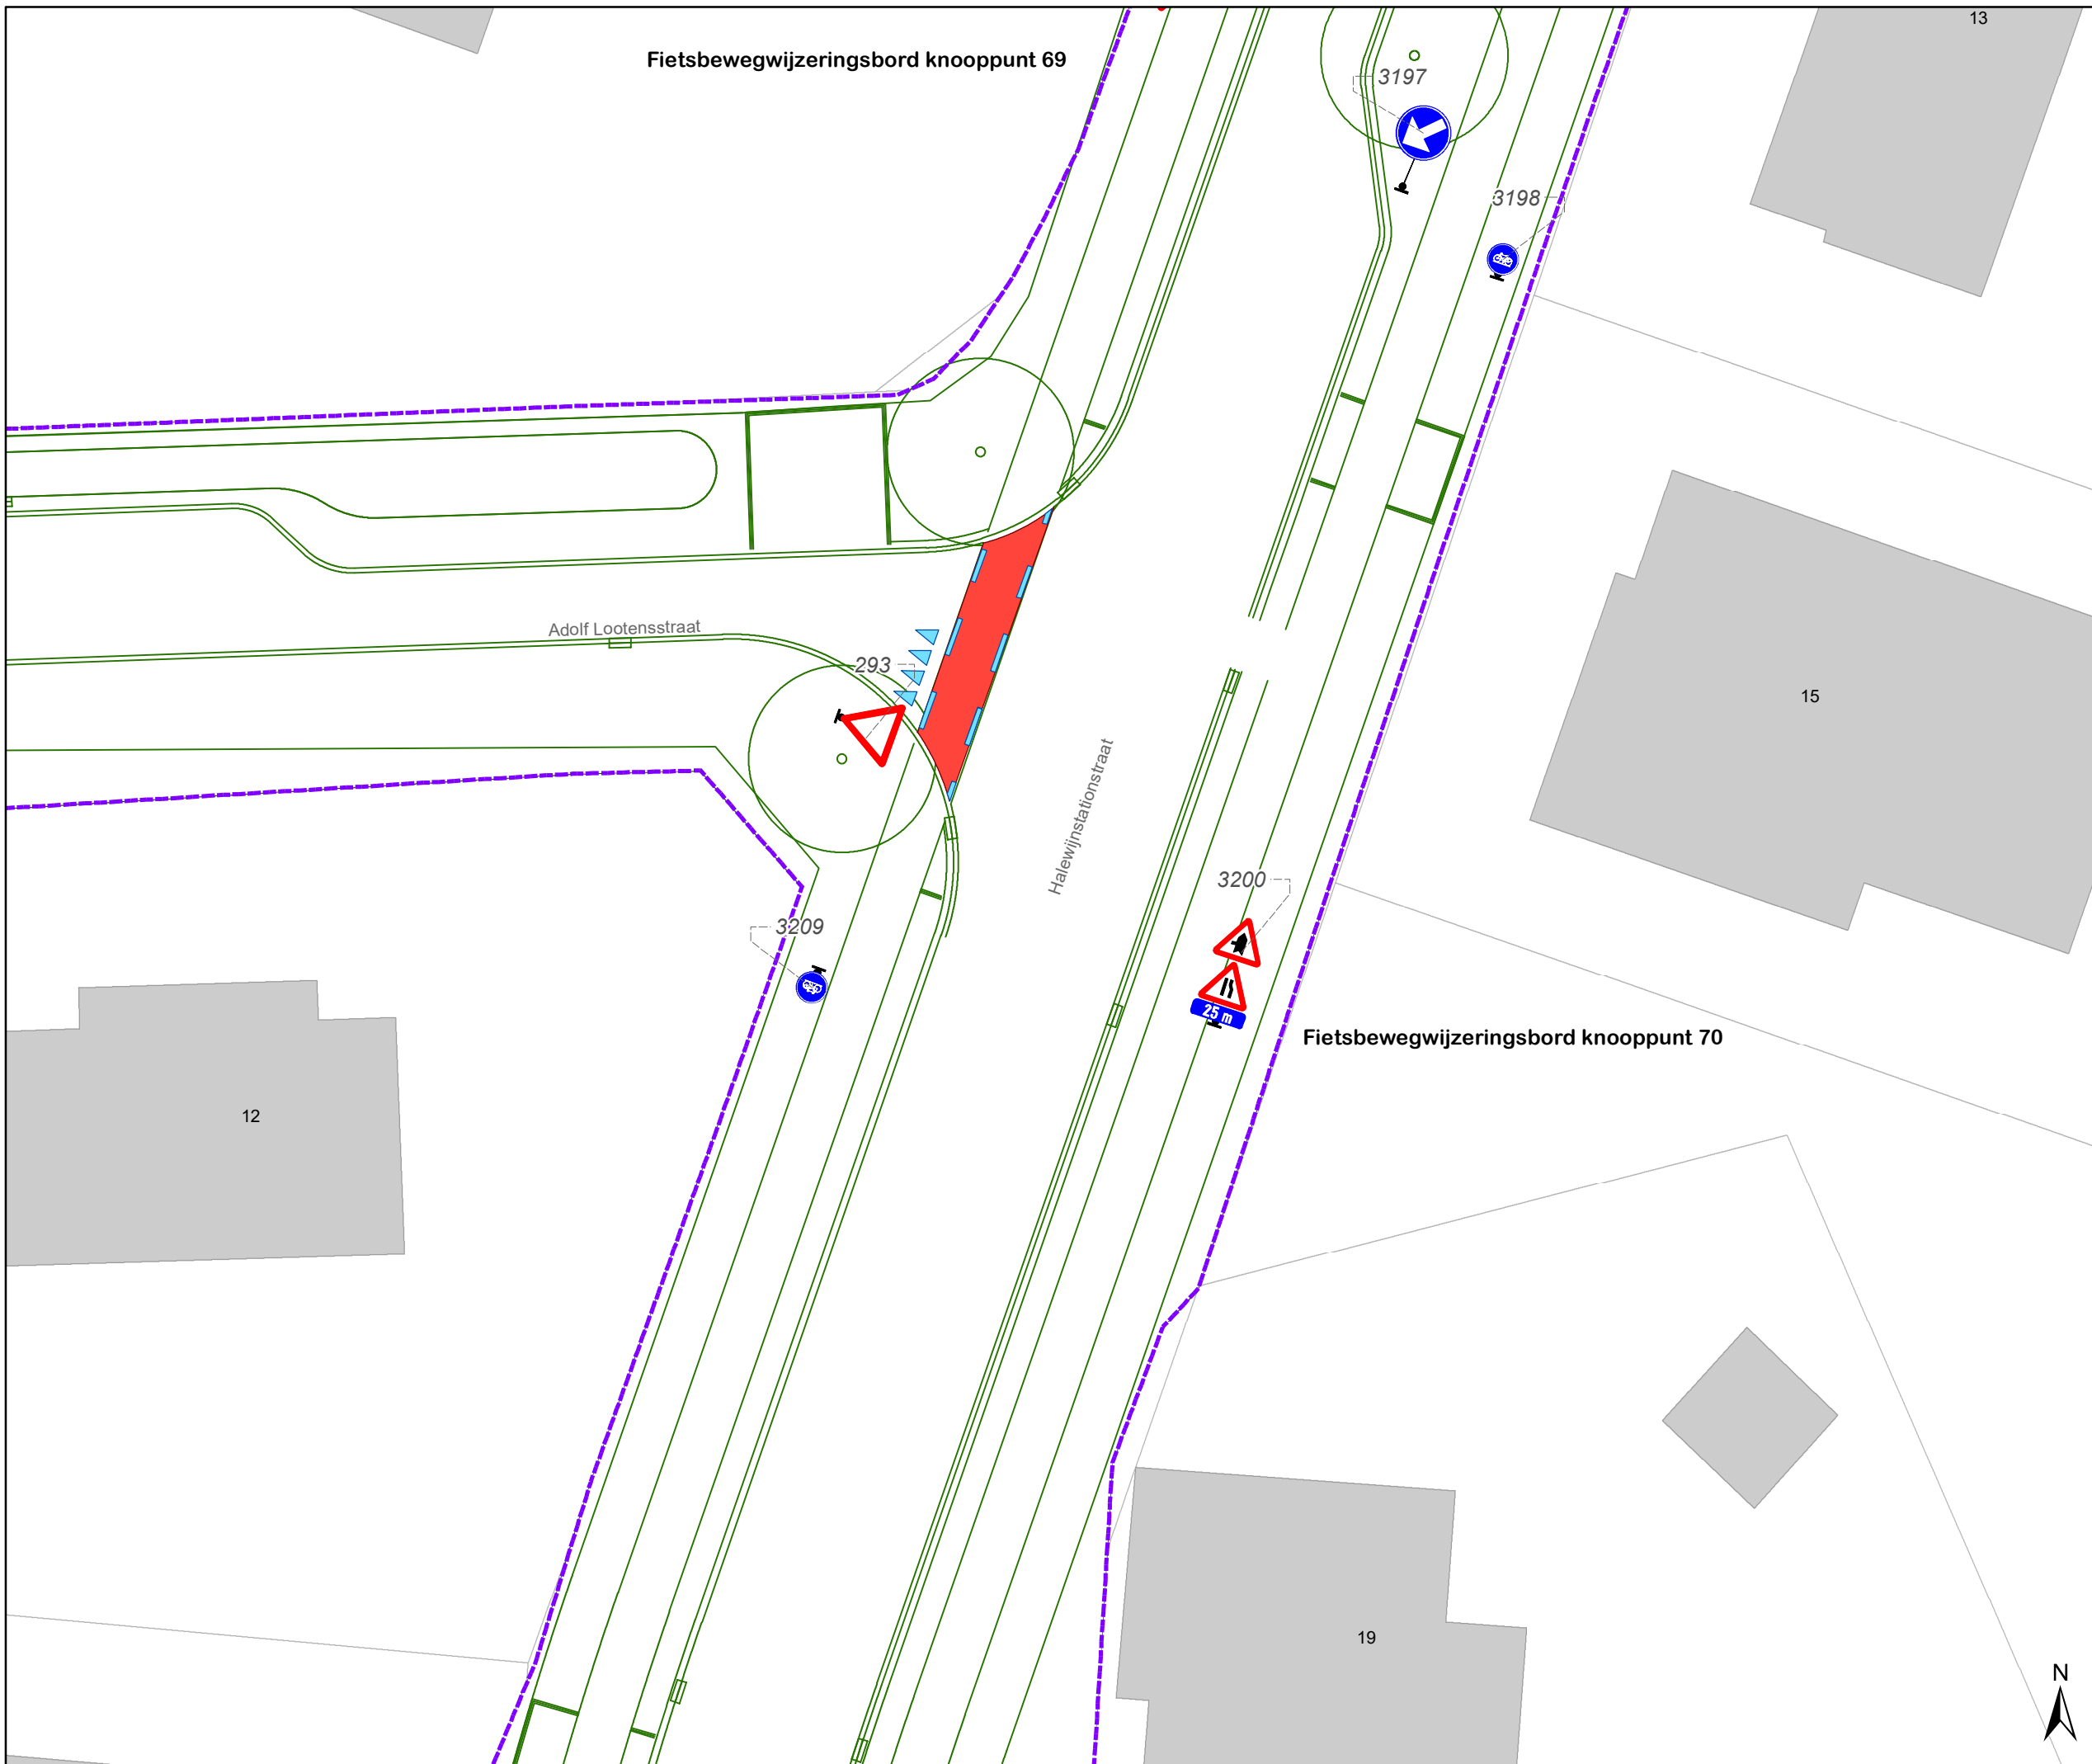 13
Fietsbewegwijzeringsbord knooppunt 69
3197
3198
Adolf Lootensstraat
293
15
Halewijnstationstraat
3200
3209
25 m
Fietsbewegwijzeringsbord knooppunt 70
12
19
N